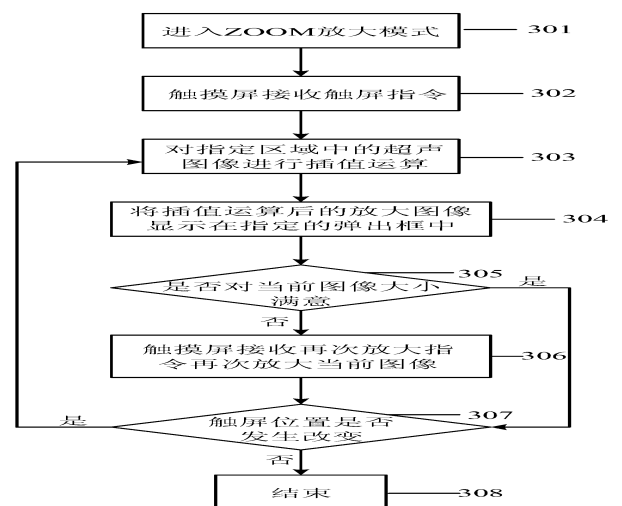 进入ZOOM放大模式
301
触摸屏接收触屏指令
302
对指定区域中的超声
图像进行插值运算
303
将插值运算后的放大图像
显示在指定的弹出框中
304
305
是否对当前图像大小
满意
是
否
触摸屏接收再次放大指
令再次放大当前图像
306
307
触屏位置是否
发生改变
是
否
结束
308